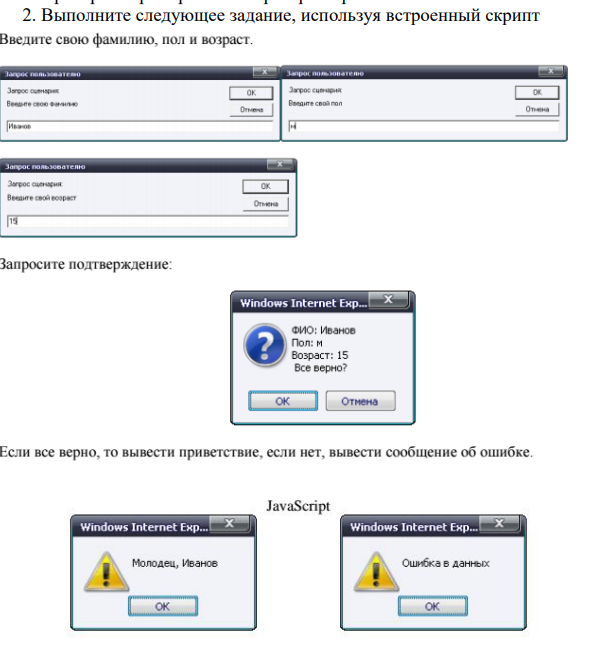 2. Выполните следующее задание, используя встроенный скрипт
Введите свою фамилию, пол и возраст.
Запрос пользователю
X
Запрос сценария:
Введите свою фамилию
OK
Отмена
Иванов
Запрос пользователю
X
Запрос сценария:
Введите свой пол
OK
Отмена
м
Запрос пользователю
X
Запрос сценария:
Введите свой возраст
OK
Отмена
15
Запросите подтверждение:
Windows Internet Exp...
X
?
ФИО: Иванов
Пол: м
Возраст: 15
Все верно?
OK
Отмена
Если все верно, то вывести приветствие, если нет, вывести сообщение об ошибке.
JavaScript
Windows Internet Exp...
X
!
Молодец, Иванов
OK
Windows Internet Exp...
X
!
Ошибка в данных
OK